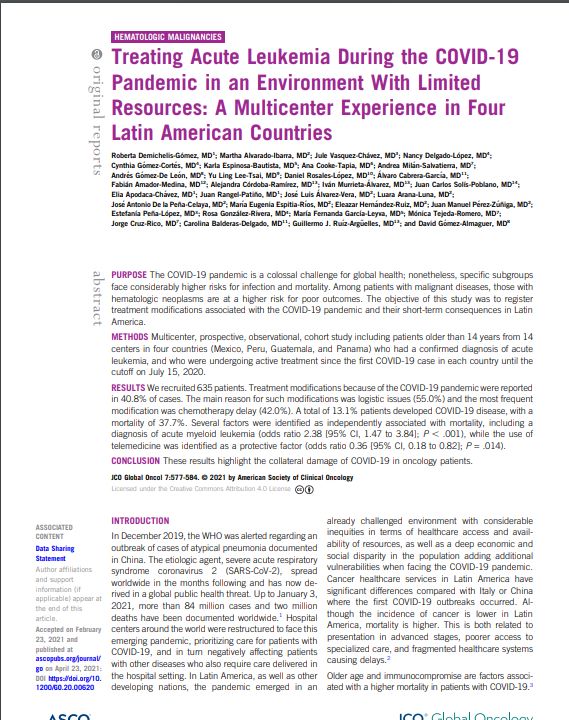 HEMATOLOGIC MALIGNANCIES
original reports
Treating Acute Leukemia During the COVID-19
Pandemic in an Environment With Limited
Resources: A Multicenter Experience in Four
Latin American Countries
Roberta Demichelis-Gómez, MD1; Martha Alvarado-Ibarra, MD2; Jule Vasquez-Chávez, MD3; Nancy Delgado-López, MD4;
Cynthia Gómez-Cortés, MD4; Karla Espinosa-Bautista, MD5; Ana Cooke-Tapia, MD6; Andrea Milán-Salvatierra, MD7;
Andrés Gómez-De León, MD8; Yu Ling Lee-Tsai, MD9; Daniel Rosales-López, MD10; Álvaro Cabrera-García, MD11;
Fabián Amador-Medina, MD12; Alejandra Córdoba-Ramírez, MD13; Iván Murrieta-Álvarez, MD13; Juan Carlos Solís-Poblano, MD14;
Elia Apodaca-Chávez, MD1; Juan Rangel-Patiño, MD1; José Luis Álvarez-Vera, MD2; Luara Arana-Luna, MD2;
José Antonio De la Peña-Celaya, MD2; María Eugenia Espitia-Ríos, MD2; Eleazar Hernández-Ruiz, MD2; Juan Manuel Pérez-Zúñiga, MD2;
Estefanía Peña-López, MD4; Rosa González-Rivera, MD4; María Fernanda García-Leyva, MD5; Mónica Tejeda-Romero, MD7;
Jorge Cruz-Rico, MD7; Carolina Balderas-Delgado, MD11; Guillermo J. Ruiz-Argüelles, MD13; and David Gómez-Almaguer, MD8
abstract
PURPOSE The COVID-19 pandemic is a colossal challenge for global health; nonetheless, specific subgroups
face considerably higher risks for infection and mortality. Among patients with malignant diseases, those with
hematologic neoplasms are at a higher risk for poor outcomes. The objective of this study was to register
treatment modifications associated with the COVID-19 pandemic and their short-term consequences in Latin
America.
METHODS Multicenter, prospective, observational, cohort study including patients older than 14 years from 14
centers in four countries (Mexico, Peru, Guatemala, and Panama) who had a confirmed diagnosis of acute
leukemia, and who were undergoing active treatment since the first COVID-19 case in each country until the
cutoff on July 15, 2020.
RESULTS We recruited 635 patients. Treatment modifications because of the COVID-19 pandemic were reported
in 40.8% of cases. The main reason for such modifications was logistic issues (55.0%) and the most frequent
modification was chemotherapy delay (42.0%). A total of 13.1% patients developed COVID-19 disease, with a
mortality of 37.7%. Several factors were identified as independently associated with mortality, including a
diagnosis of acute myeloid leukemia (odds ratio 2.38 [95% CI, 1.47 to 3.84]; P < .001), while the use of
telemedicine was identified as a protective factor (odds ratio 0.36 [95% CI, 0.18 to 0.82]; P = .014).
CONCLUSION These results highlight the collateral damage of COVID-19 in oncology patients.
JCO Global Oncol 7:577-584. © 2021 by American Society of Clinical Oncology
Licensed under the Creative Commons Attribution 4.0 License
ASSOCIATED
CONTENT
Data Sharing
Statement
Author affiliations
and support
information (if
applicable) appear at
the end of this
article.
Accepted on February
23, 2021 and
published at
ascopubs.org/journal/
go on April 23, 2021:
DOI https://doi.org/10.
1200/GO.20.00620
INTRODUCTION
In December 2019, the WHO was alerted regarding an
outbreak of cases of atypical pneumonia documented
in China. The etiologic agent, severe acute respiratory
syndrome coronavirus 2 (SARS-CoV-2), spread
worldwide in the months following and has now de-
rived in a global public health threat. Up to January 3,
2021, more than 84 million cases and two million
deaths have been documented worldwide.1 Hospital
centers around the world were restructured to face this
emerging pandemic, prioritizing care for patients with
COVID-19, and in turn negatively affecting patients
with other diseases who also require care delivered in
the hospital setting. In Latin America, as well as other
developing nations, the pandemic emerged in an
already challenged environment with considerable
inequities in terms of healthcare access and avail-
ability of resources, as well as a deep economic and
social disparity in the population adding additional
vulnerabilities when facing the COVID-19 pandemic.
Cancer healthcare services in Latin America have
significant differences compared with Italy or China
where the first COVID-19 outbreaks occurred. Al-
though the incidence of cancer is lower in Latin
America, mortality is higher. This is both related to
presentation in advanced stages, poorer access to
specialized care, and fragmented healthcare systems
causing delays.2
Older age and immunocompromise are factors associ-
ated with a higher mortality in patients with COVID-19.3
ASCO
JCO Global Oncology